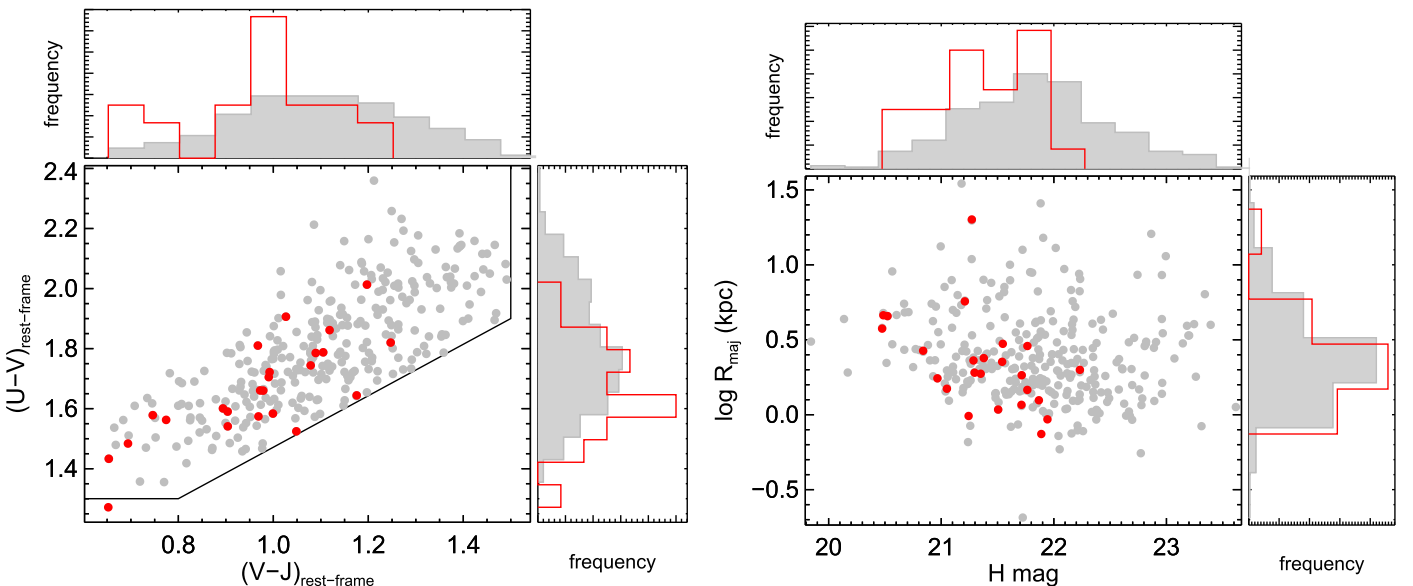 frequency
frequency
2.4
2.2
2.0
1.8
1.6
1.4
(U−V)rest−frame
0.8
1.0
1.2
1.4
(V−J)rest−frame
frequency
1.5
1.0
0.5
0.0
−0.5
log Rmaj (kpc)
20
21
22
23
H mag
frequency